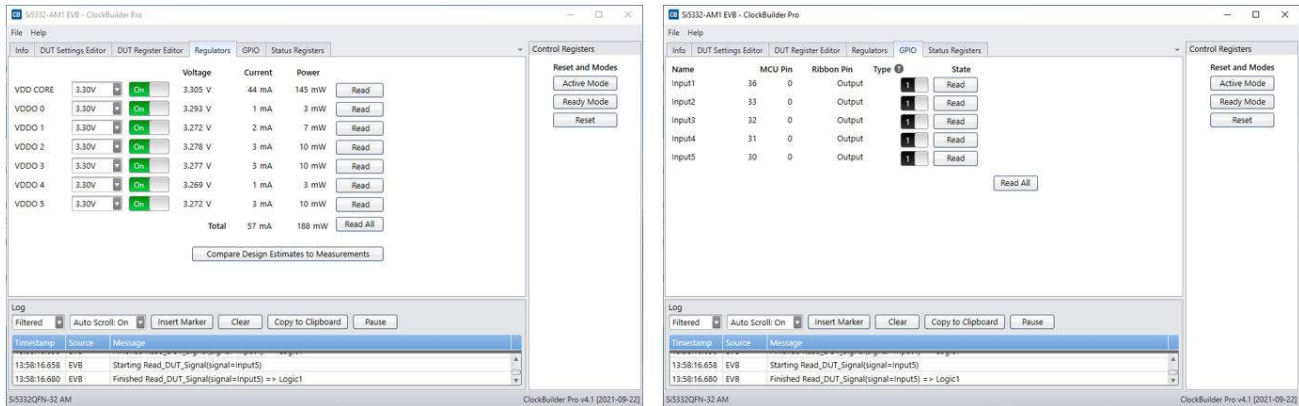 Si5332-AM1 EVB - ClockBuilder Pro
File Help
Info DUT Settings Editor DUT Register Editor Regulators GPIO Status Registers
Control Registers
Voltage Current Power
VDD CORE 3.30V On 3.305 V 44 mA 145 mW Read
VDDO 0 3.30V On 3.293 V 1 mA 3 mW Read
VDDO 1 3.30V On 3.272 V 2 mA 7 mW Read
VDDO 2 3.30V On 3.278 V 3 mA 10 mW Read
VDDO 3 3.30V On 3.277 V 3 mA 10 mW Read
VDDO 4 3.30V On 3.269 V 1 mA 3 mW Read
VDDO 5 3.30V On 3.272 V 3 mA 10 mW Read
Total 57 mA 188 mW Read All
Compare Design Estimates to Measurements
Reset and Modes
Active Mode
Ready Mode
Reset
Log
Filtered Auto Scroll: On Insert Marker Clear Copy to Clipboard Pause
Timestamp Source Message
13:58:16.658 EVB Starting Read_DUT_Signal(signal=Input5)
13:58:16.680 EVB Finished Read_DUT_Signal(signal=Input5) => Logic1
Si5332QFN-32 AM ClockBuilder Pro v4.1 [2021-09-22]
CB Si5332-AM1 EVB - ClockBuilder Pro
File Help
Info DUT Settings Editor DUT Register Editor Regulators GPIO Status Registers
Control Registers
Name MCU Pin Ribbon Pin Type ? State
Input1 36 0 Output 1 Read
Input2 33 0 Output 1 Read
Input3 32 0 Output 1 Read
Input4 31 0 Output 1 Read
Input5 30 0 Output 1 Read
Read All
Reset and Modes
Active Mode
Ready Mode
Reset
Log
Filtered Auto Scroll: On Insert Marker Clear Copy to Clipboard Pause
Timestamp Source Message
13:58:16.658 EVB Starting Read_DUT_Signal(signal=Input5)
13:58:16.680 EVB Finished Read_DUT_Signal(signal=Input5) => Logic1
Si5332QFN-32 AM ClockBuilder Pro v4.1 [2021-09-22]